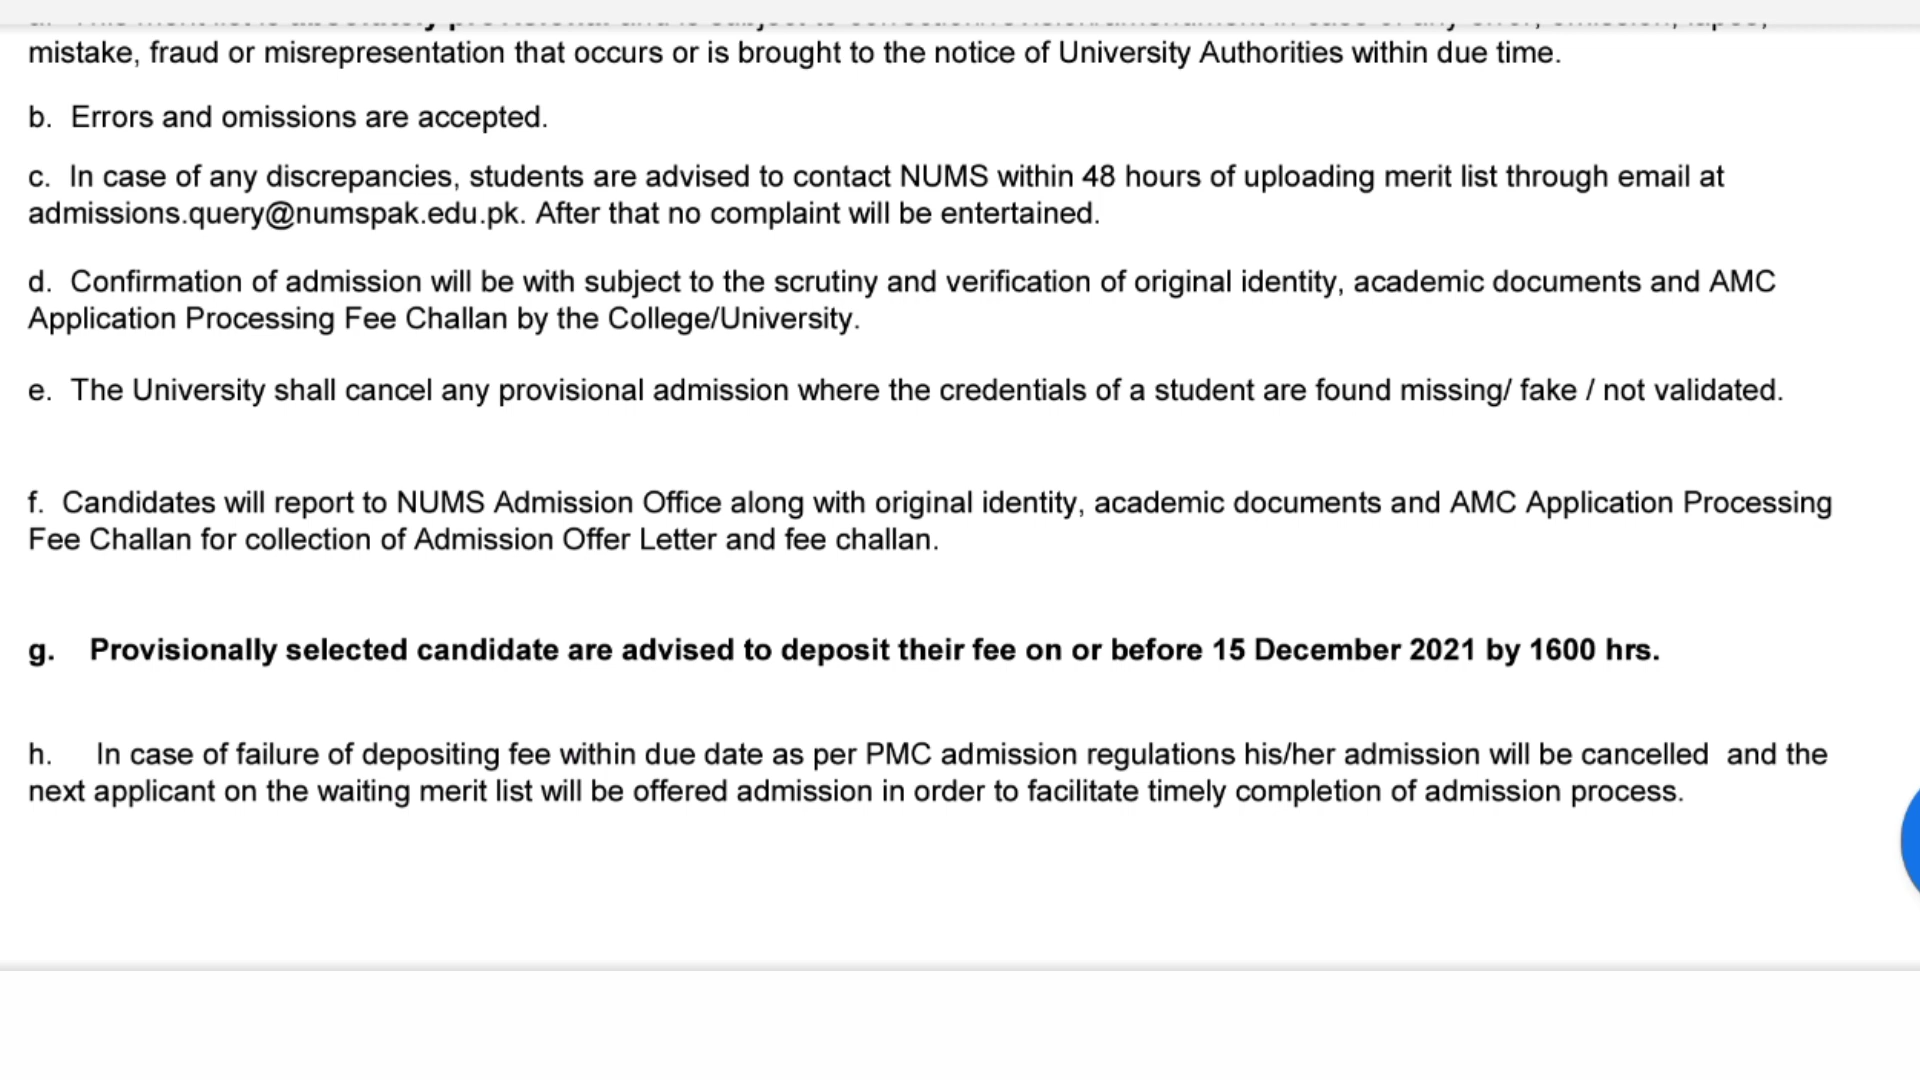 mistake, fraud or misrepresentation that occurs or is brought to the notice of University Authorities within due time.
b. Errors and omissions are accepted.
c. In case of any discrepancies, students are advised to contact NUMS within 48 hours of uploading merit list through email at
admissions.query@numspak.edu.pk. After that no complaint will be entertained.
d. Confirmation of admission will be with subject to the scrutiny and verification of original identity, academic documents and AMC
Application Processing Fee Challan by the College/University.
e. The University shall cancel any provisional admission where the credentials of a student are found missing/ fake / not validated.
f. Candidates will report to NUMS Admission Office along with original identity, academic documents and AMC Application Processing
Fee Challan for collection of Admission Offer Letter and fee challan.
g. Provisionally selected candidate are advised to deposit their fee on or before 15 December 2021 by 1600 hrs.
h. In case of failure of depositing fee within due date as per PMC admission regulations his/her admission will be cancelled and the
next applicant on the waiting merit list will be offered admission in order to facilitate timely completion of admission process.